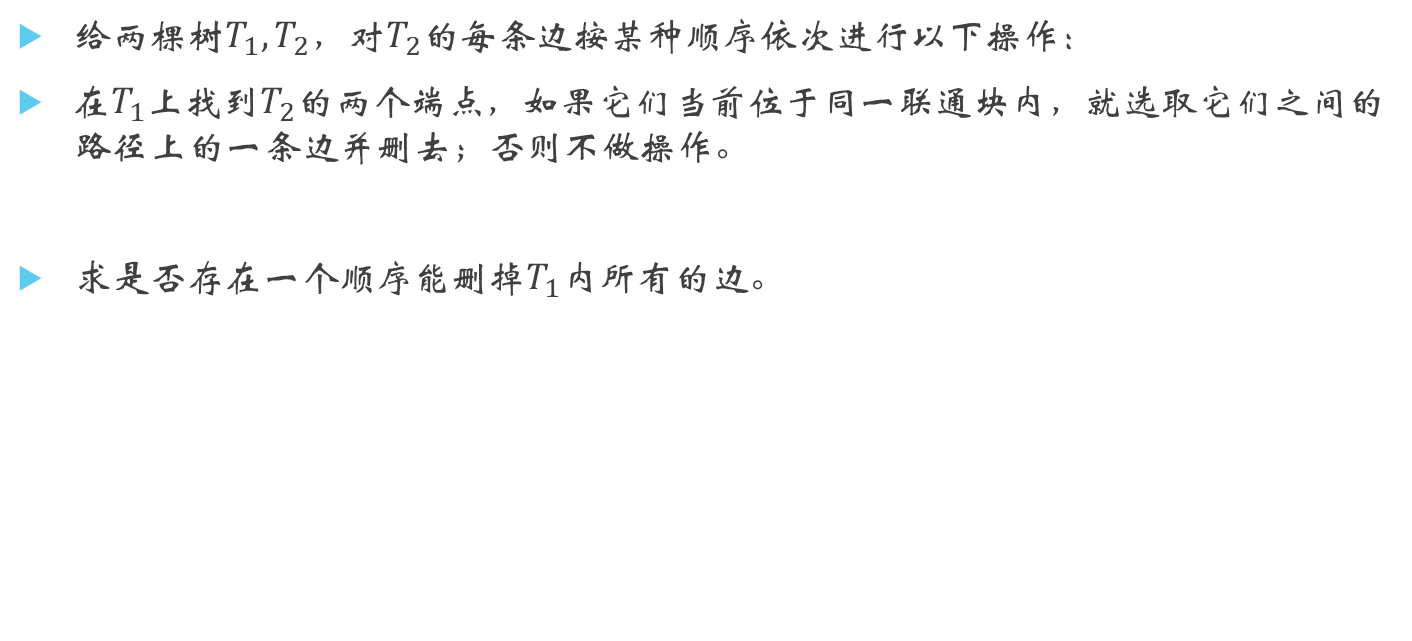 给两棵树T₁,T₂，对T₂的每条边按某种顺序依次进行以下操作：
在T₁上找到T₂的两个端点，如果它们当前位于同一联通块内，就选取它们之间的
路径上的一条边并删去；否则不做操作。
求是否存在一个顺序能删掉T₁内所有的边。